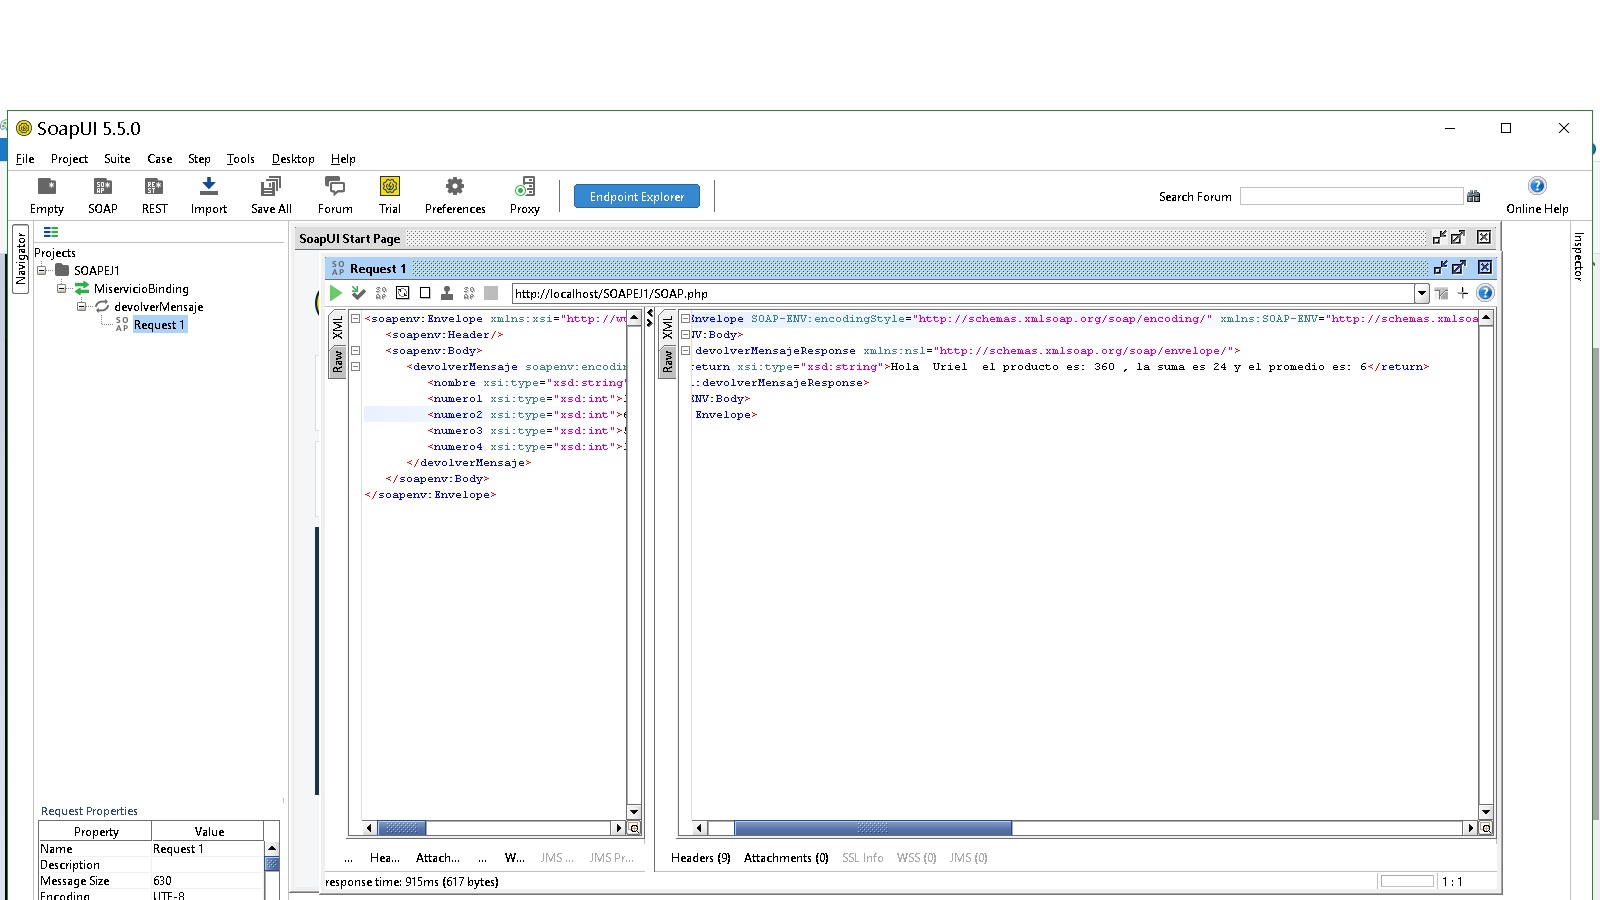 SoapUI 5.5.0
File Project Suite Case Step Tools Desktop Help
Empty SOAP REST Import Save All Forum Trial Preferences Proxy Endpoint Explorer Search Forum Online Help
Navigator
Projects
SOAPEJ1
MiservicioBinding
devolverMensaje
SO AP Request 1
SoapUI Start Page
SO AP Request 1
http://localhost/SOAPEJ1/SOAP.php
XML
Raw
<soapenv:Envelope xmlns:xsi="http://w
<soapenv:Header/>
<soapenv:Body>
<devolverMensaje soapenv:encodin
<nombre xsi:type="xsd:string"
<numero1 xsi:type="xsd:int">
<numero2 xsi:type="xsd:int">
<numero3 xsi:type="xsd:int">
<numero4 xsi:type="xsd:int">
</devolverMensaje>
</soapenv:Body>
</soapenv:Envelope>
XML
Raw
Envelope SOAP-ENV:encodingStyle="http://schemas.xmlsoap.org/soap/encoding/" xmlns:SOAP-ENV="http://schemas.xmlsoa
NV:Body>
devolverMensajeResponse xmlns:ns1="http://schemas.xmlsoap.org/soap/envelope/">
return xsi:type="xsd:string">Hola Uriel el producto es: 360 , la suma es 24 y el promedio es: 6</return>
:devolverMensajeResponse>
ENV:Body>
Envelope>
Inspector
... Hea... Attach... ... W... JMS ... JMS Pr...
Headers (9) Attachments (0) SSL Info WSS (0) JMS (0)
response time: 915ms (617 bytes)
1 : 1
Request Properties
Property Value
Name Request 1
Description
Message Size 630
Encoding UTF-8